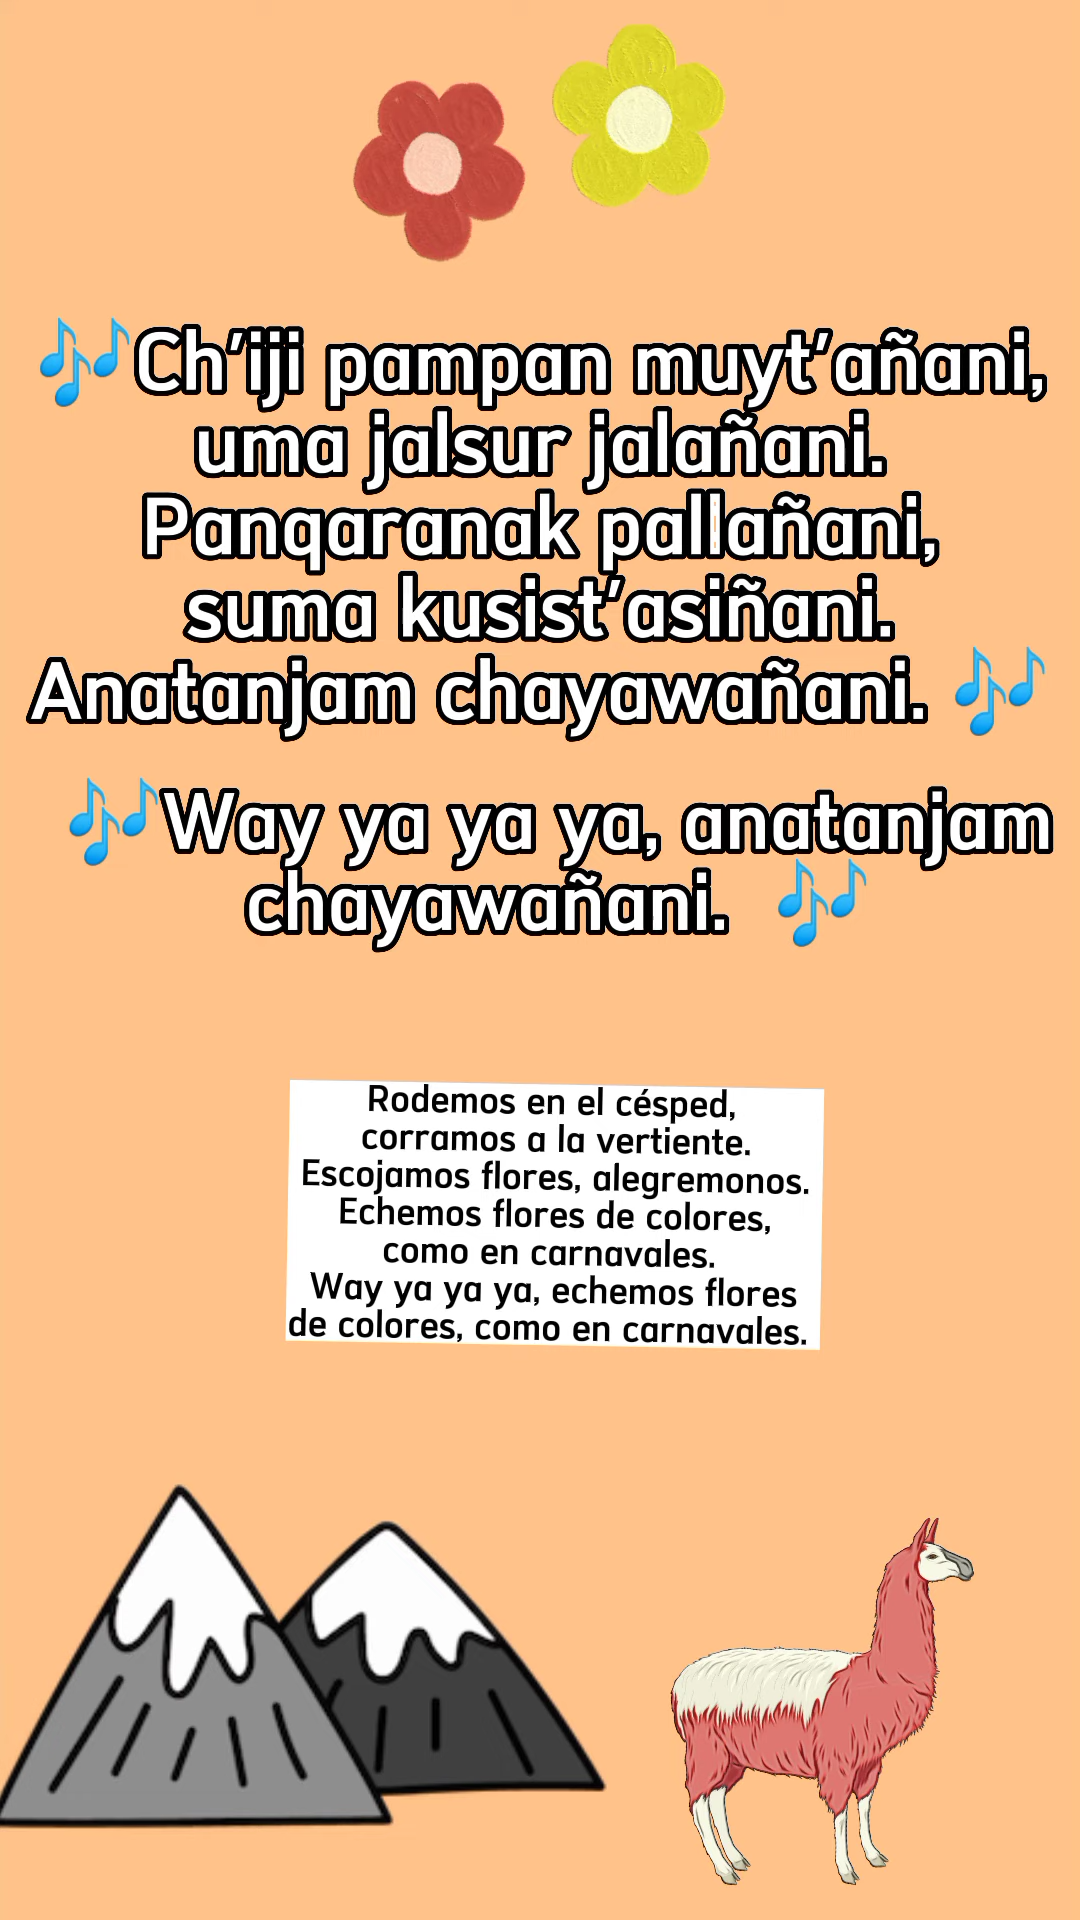 🎶Ch'iji pampan muyt'añani,
uma jalsur jalañani.
Panqaranak pallañani,
suma kusist'asiñani.
Anatanjam chayawañani. 🎶
🎶Way ya ya ya, anatanjam
chayawañani. 🎶
Rodemos en el césped,
corramos a la vertiente.
Escojamos flores, alegremonos.
Echemos flores de colores,
como en carnavales.
Way ya ya ya, echemos flores
de colores, como en carnavales.